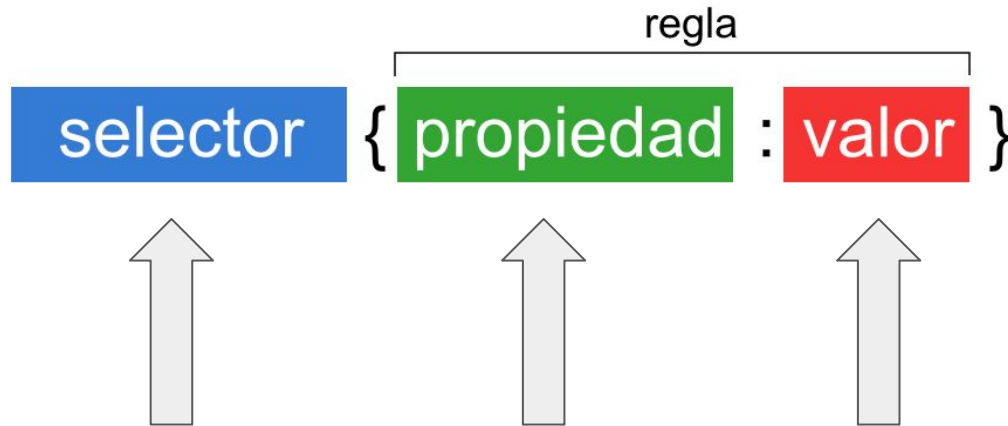 regla
selector { propiedad : valor }